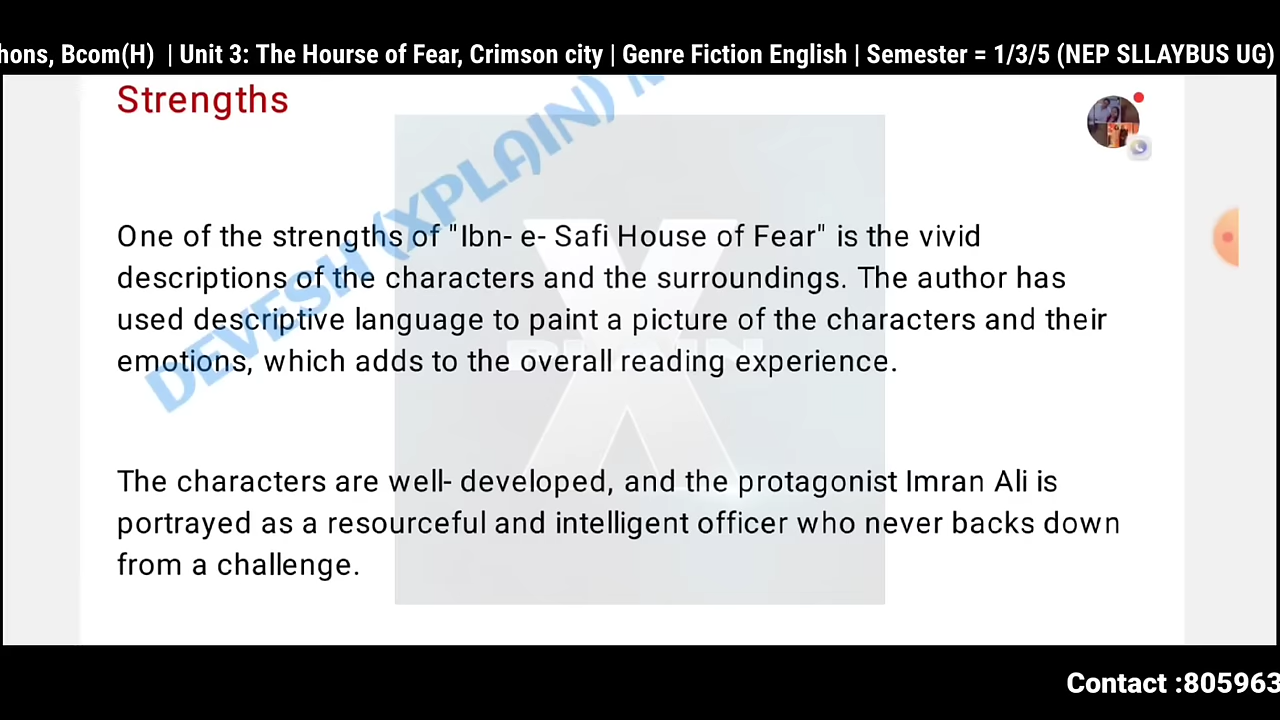 hons, Bcom(H) | Unit 3: The Hourse of Fear, Crimson city | Genre Fiction English | Semester = 1/3/5 (NEP SLLAYBUS UG)
Strengths
DEVESH (XPLAIN)
One of the strengths of "Ibn- e- Safi House of Fear" is the vivid
descriptions of the characters and the surroundings. The author has
used descriptive language to paint a picture of the characters and their
emotions, which adds to the overall reading experience.
The characters are well- developed, and the protagonist Imran Ali is
portrayed as a resourceful and intelligent officer who never backs down
from a challenge.
Contact :805963